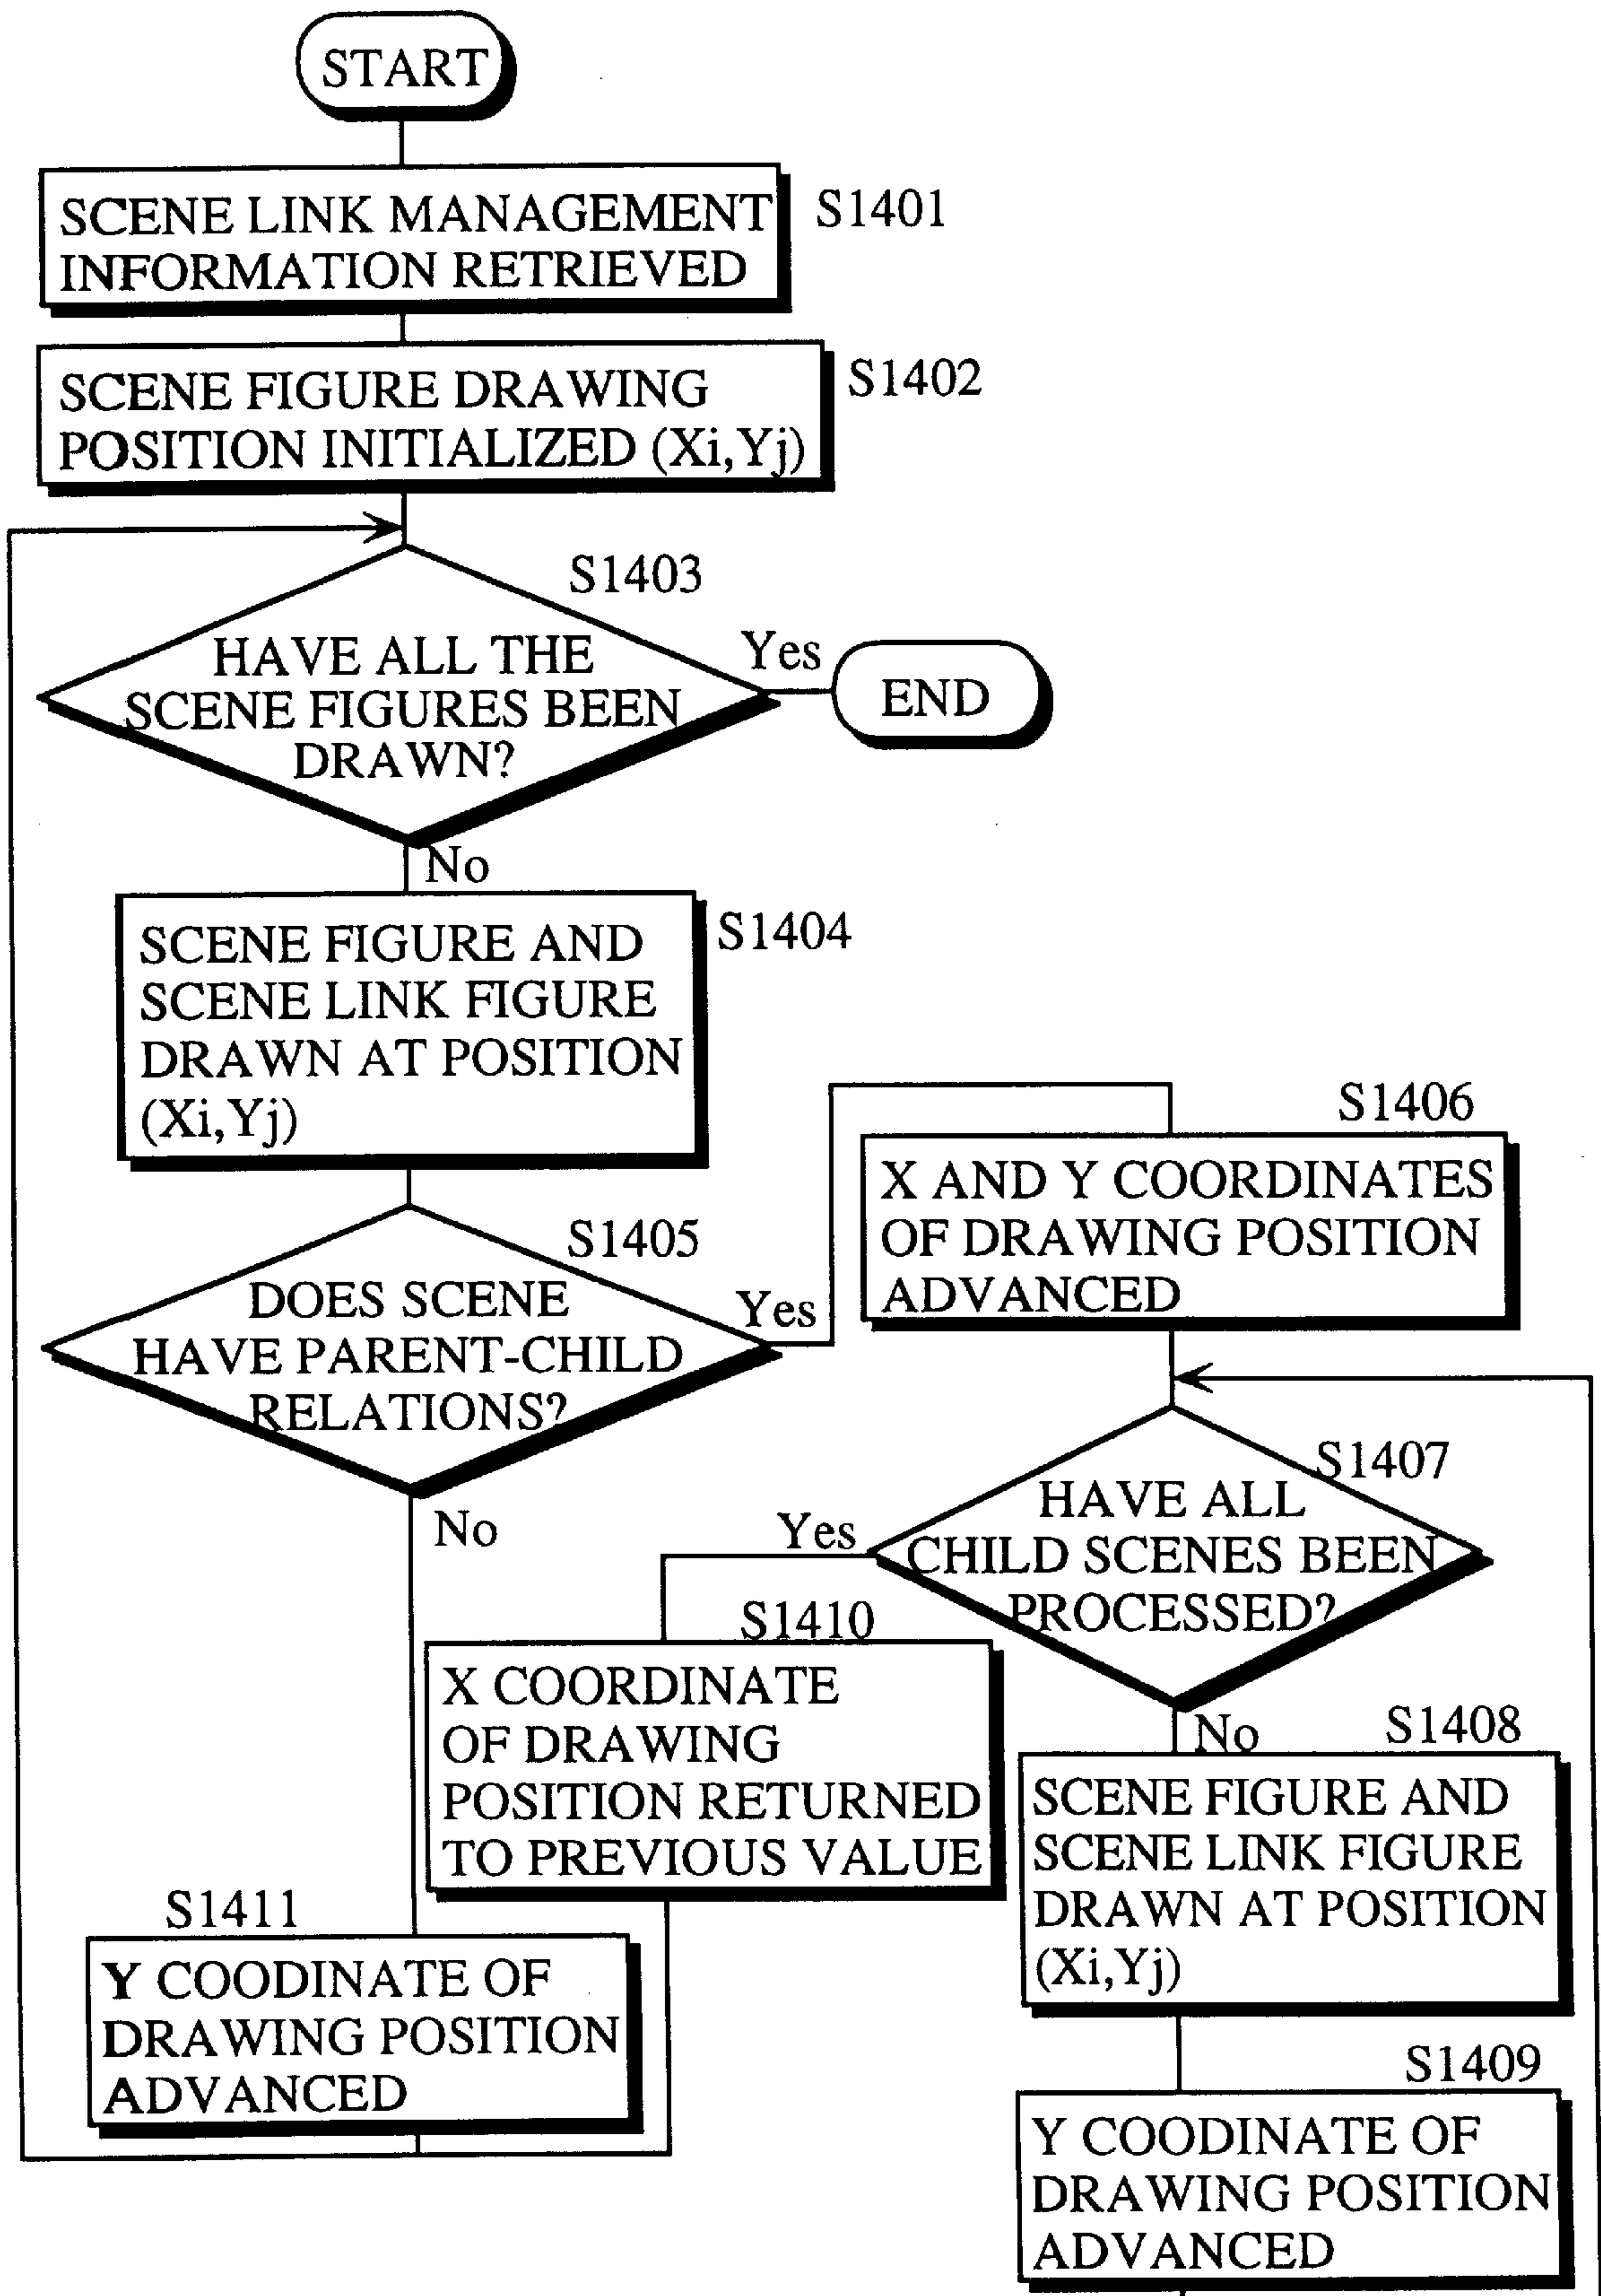 START
SCENE LINK MANAGEMENT
INFORMATION RETRIEVED
S1401
SCENE FIGURE DRAWING
POSITION INITIALIZED (Xi,Yj)
S1402
S1403
HAVE ALL THE
SCENE FIGURES BEEN
DRAWN?
Yes
END
No
SCENE FIGURE AND
SCENE LINK FIGURE
DRAWN AT POSITION
(Xi,Yj)
S1404
S1405
DOES SCENE
HAVE PARENT-CHILD
RELATIONS?
Yes
No
S1406
X AND Y COORDINATES
OF DRAWING POSITION
ADVANCED
S1407
HAVE ALL
CHILD SCENES BEEN
PROCESSED?
Yes
No
S1410
X COORDINATE
OF DRAWING
POSITION RETURNED
TO PREVIOUS VALUE
S1408
SCENE FIGURE AND
SCENE LINK FIGURE
DRAWN AT POSITION
(Xi,Yj)
S1411
Y COODINATE OF
DRAWING POSITION
ADVANCED
S1409
Y COODINATE OF
DRAWING POSITION
ADVANCED